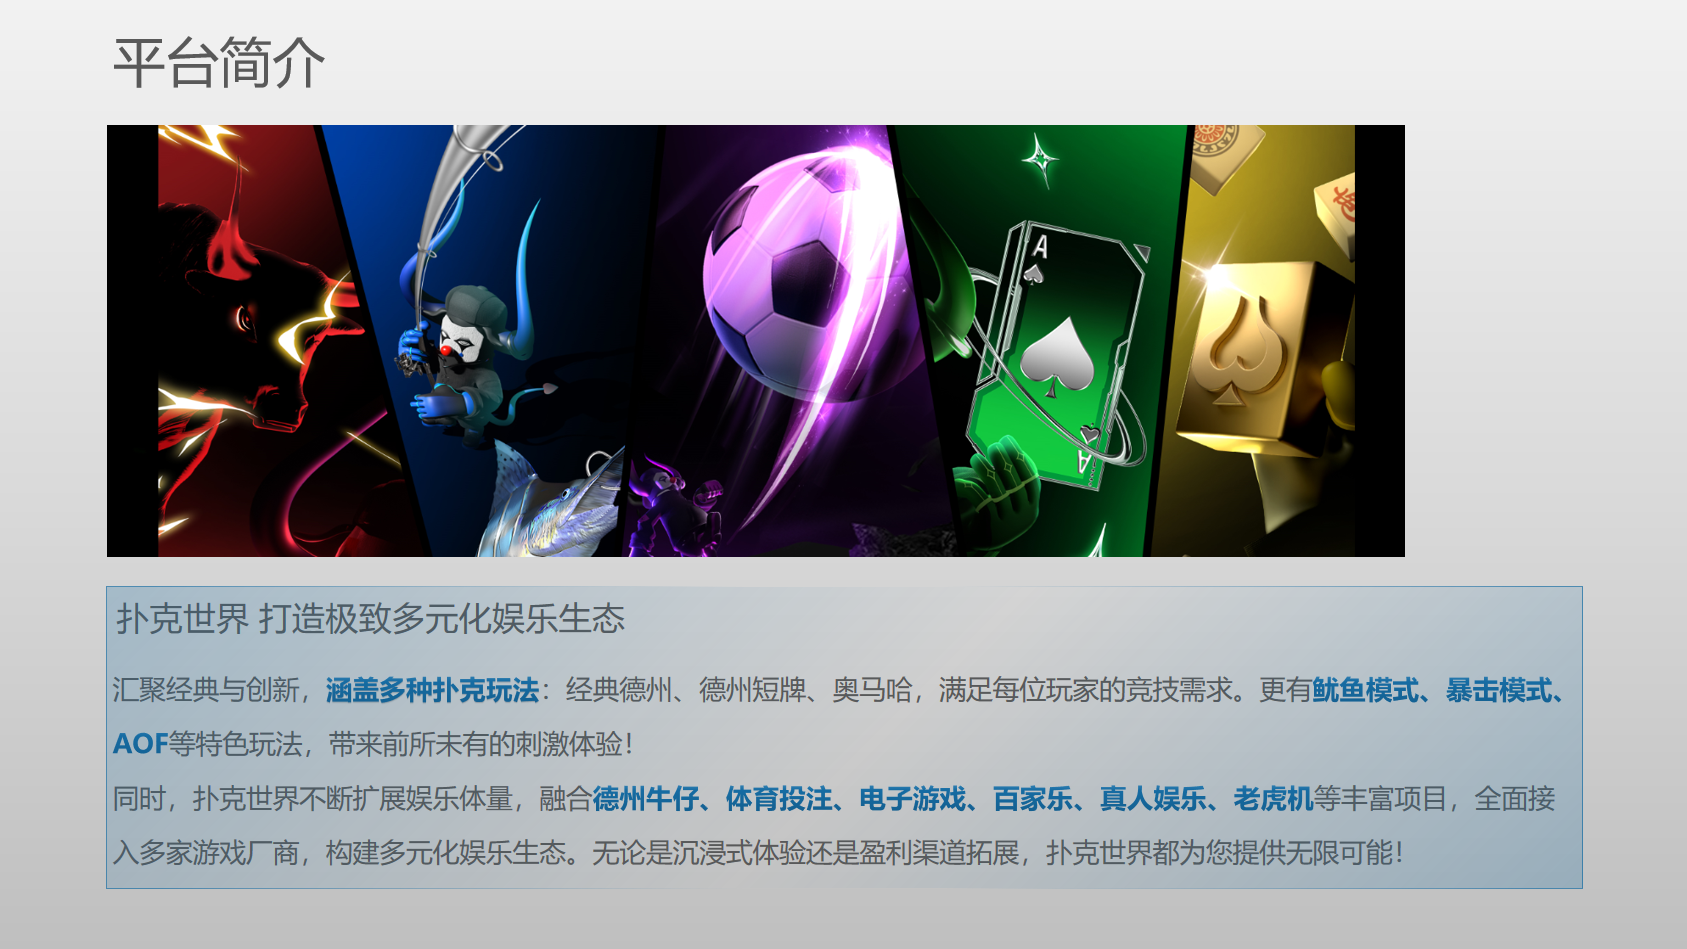 平台简介
A
A
扑克世界 打造极致多元化娱乐生态
汇聚经典与创新，涵盖多种扑克玩法：经典德州、德州短牌、奥马哈，满足每位玩家的竞技需求。更有鱿鱼模式、暴击模式、
AOF等特色玩法，带来前所未有的刺激体验！
同时，扑克世界不断扩展娱乐体量，融合德州牛仔、体育投注、电子游戏、百家乐、真人娱乐、老虎机等丰富项目，全面接
入多家游戏厂商，构建多元化娱乐生态。无论是沉浸式体验还是盈利渠道拓展，扑克世界都为您提供无限可能！